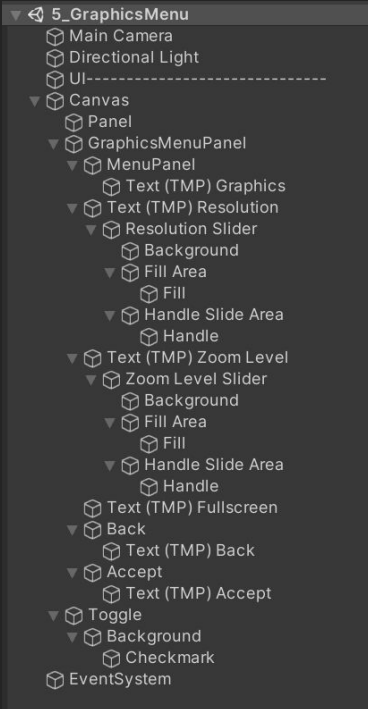 5_GraphicsMenu
Main Camera
Directional Light
UI------------------------------
Canvas
Panel
GraphicsMenuPanel
MenuPanel
Text (TMP) Graphics
Text (TMP) Resolution
Resolution Slider
Background
Fill Area
Fill
Handle Slide Area
Handle
Text (TMP) Zoom Level
Zoom Level Slider
Background
Fill Area
Fill
Handle Slide Area
Handle
Text (TMP) Fullscreen
Back
Text (TMP) Back
Accept
Text (TMP) Accept
Toggle
Background
Checkmark
EventSystem